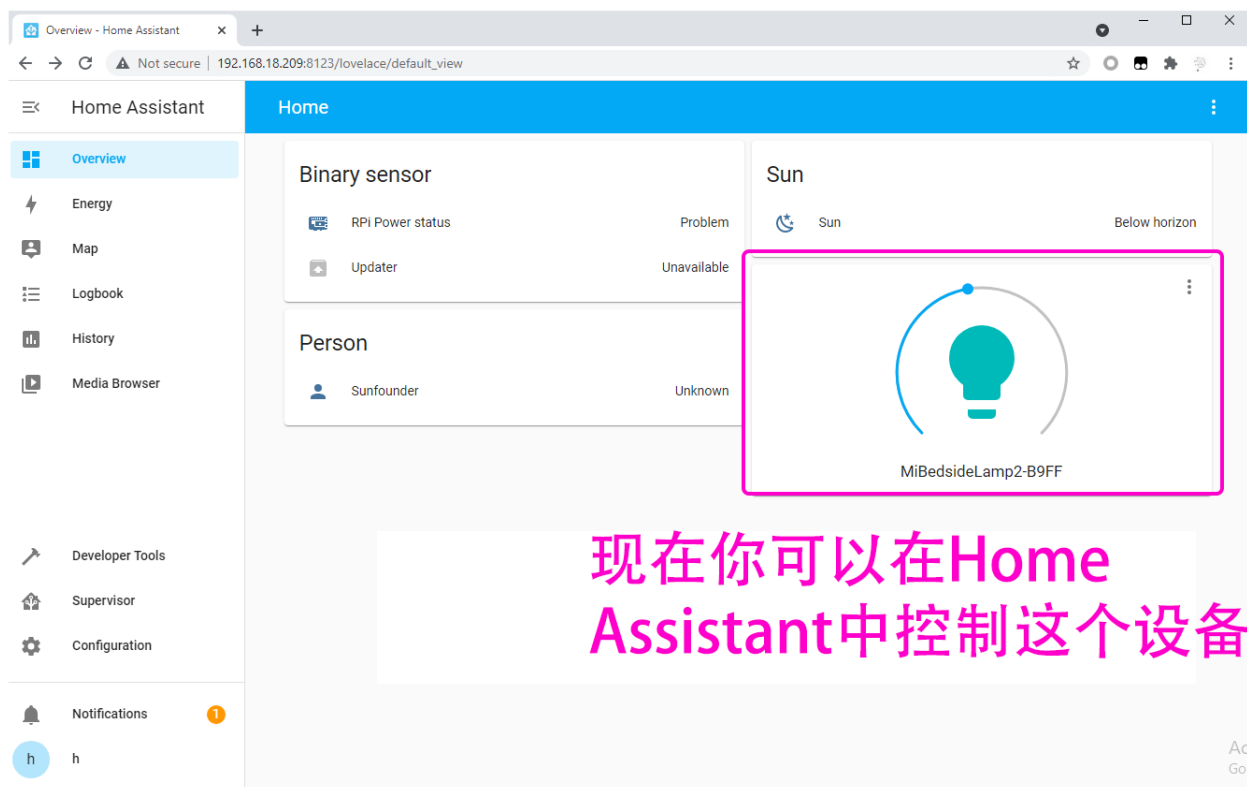 Overview - Home Assistant
Not secure | 192.168.18.209:8123/lovelace/default_view
Home Assistant
Home
Overview
Energy
Map
Logbook
History
Media Browser
Developer Tools
Supervisor
Configuration
Notifications 1
h h
Binary sensor
RPi Power status Problem
Updater Unavailable
Person
Sunfounder Unknown
Sun
Sun Below horizon
MiBedsideLamp2-B9FF
现在你可以在Home
Assistant中控制这个设备
Ac
Go